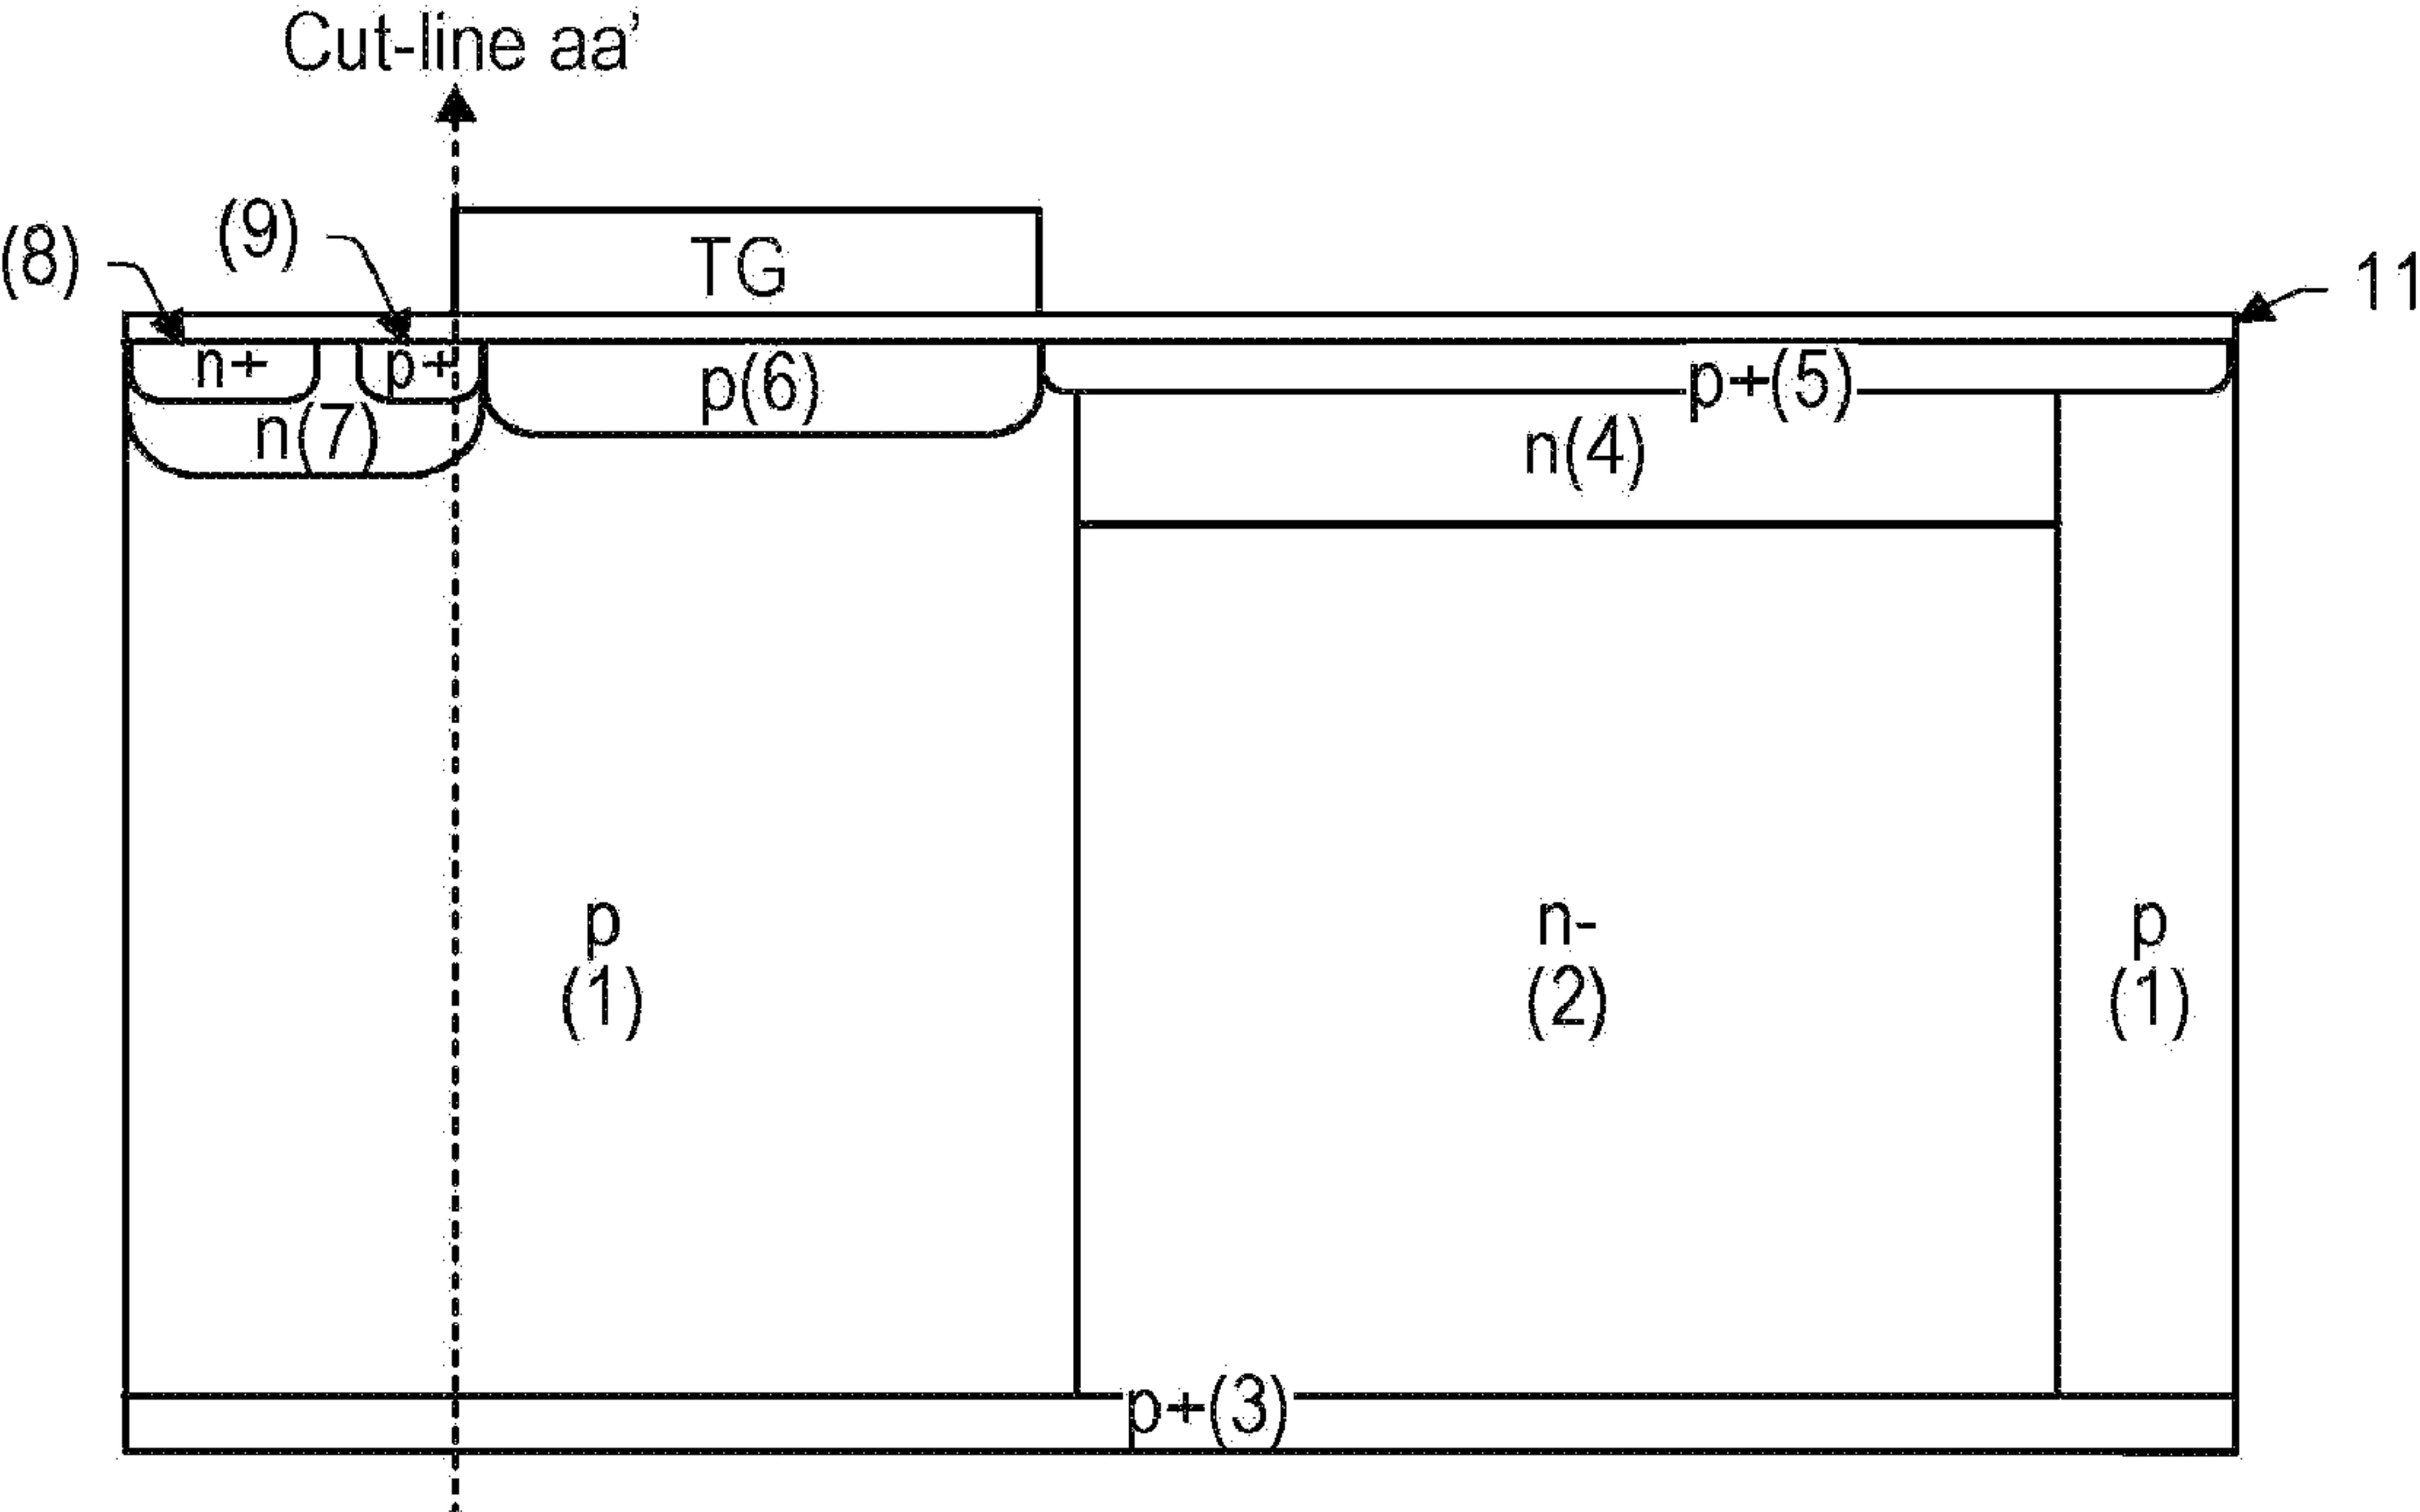 Cut-line aa'
(8)
(9)
TG
11
n+
p+
p(6)
p+(5)
n(7)
n(4)
p
(1)
n-
(2)
p
(1)
p+(3)